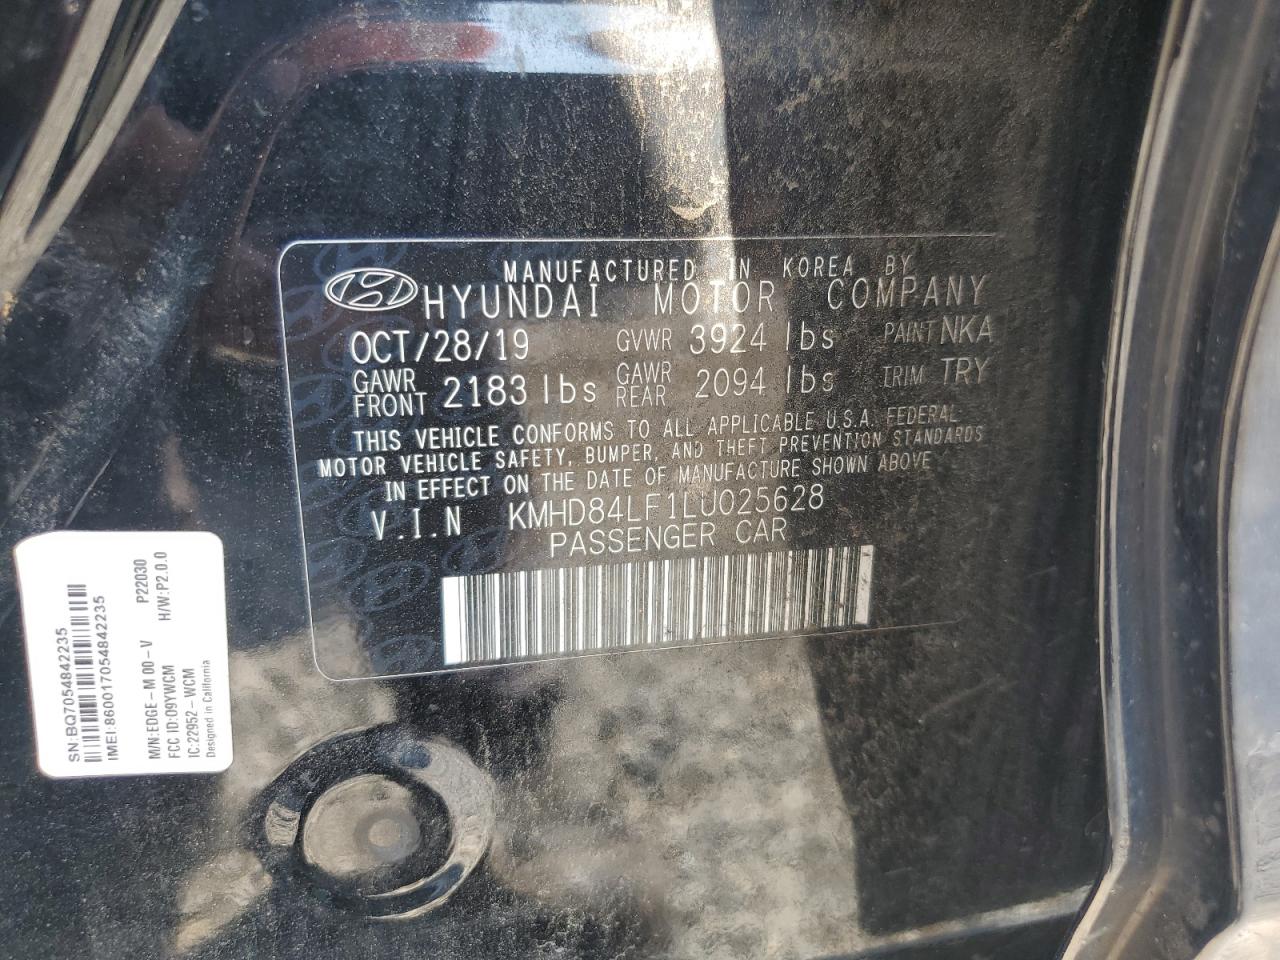 MANUFACTURED IN KOREA BY
HYUNDAI MOTOR COMPANY
OCT/28/19 GVWR 3924 lbs PAINT NKA
GAWR FRONT 2183 lbs GAWR REAR 2094 lbs TRIM TRY
THIS VEHICLE CONFORMS TO ALL APPLICABLE U.S.A. FEDERAL
MOTOR VEHICLE SAFETY, BUMPER, AND THEFT PREVENTION STANDARDS
IN EFFECT ON THE DATE OF MANUFACTURE SHOWN ABOVE
V.I.N KMHD84LF1LU025628
PASSENGER CAR
SN:BQ7054842235
IMEI:860017054842235
M/N:EDGE-M 00-V P22030
FCC ID:O9YWCM H/W:P2.0.0
IC:22952-WCM
Designed in California